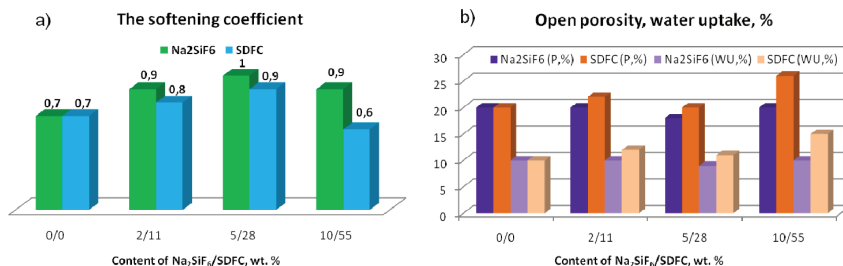 a)
The softening coefficient
Na2SiF6 SDFC
0,7 0,7 0,9 0,8 1 0,9 0,9 0,6
0/0 2/11 5/28 10/55
Content of Na₂SiF₆/SDFC, wt. %
b)
Open porosity, water uptake, %
Na2SiF6 (P,%) SDFC (P,%) Na2SiF6 (WU,%) SDFC (WU,%)
30
25
20
15
10
5
0
0/0 2/11 5/28 10/55
Content of Na₂SiF₆/SDFC, wt. %